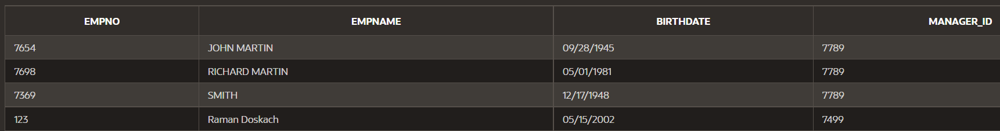 EMPNO EMPNAME BIRTHDATE MANAGER_ID
7654 JOHN MARTIN 09/28/1945 7789
7698 RICHARD MARTIN 05/01/1981 7789
7369 SMITH 12/17/1948 7789
123 Raman Doskach 05/15/2002 7499